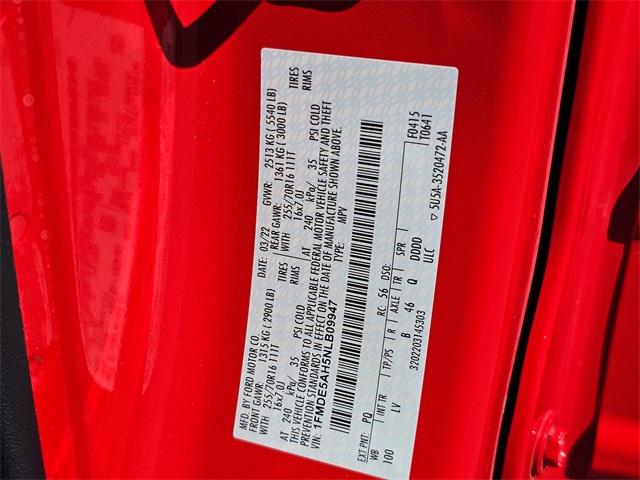 MFD. BY FORD MOTOR CO.
DATE: 03/22 GVWR: 2513 KG ( 5540 LB)
FRONT GAWR: 1315 KG ( 2900 LB) REAR GAWR: 1361 KG ( 3000 LB)
WITH 255/70R16 111T TIRES WITH 255/70R16 111T TIRES
16x7.0J RIMS 16x7.0J RIMS
AT 240 kPa/ 35 PSI COLD AT 240 kPa/ 35 PSI COLD
THIS VEHICLE CONFORMS TO ALL APPLICABLE FEDERAL MOTOR VEHICLE SAFETY AND THEFT
PREVENTION STANDARDS IN EFFECT ON THE DATE OF MANUFACTURE SHOWN ABOVE.
VIN: 1FMDE5AH5NLB09947 TYPE: MPV
F0415
T0641
EXT PNT: PQ RC: 56 DSO:
WB INT TR TP/PS R AXLE TR SPR
100 LV B 46 Q DDDD
ULC
3202203145303 5U5A-3520472-AA